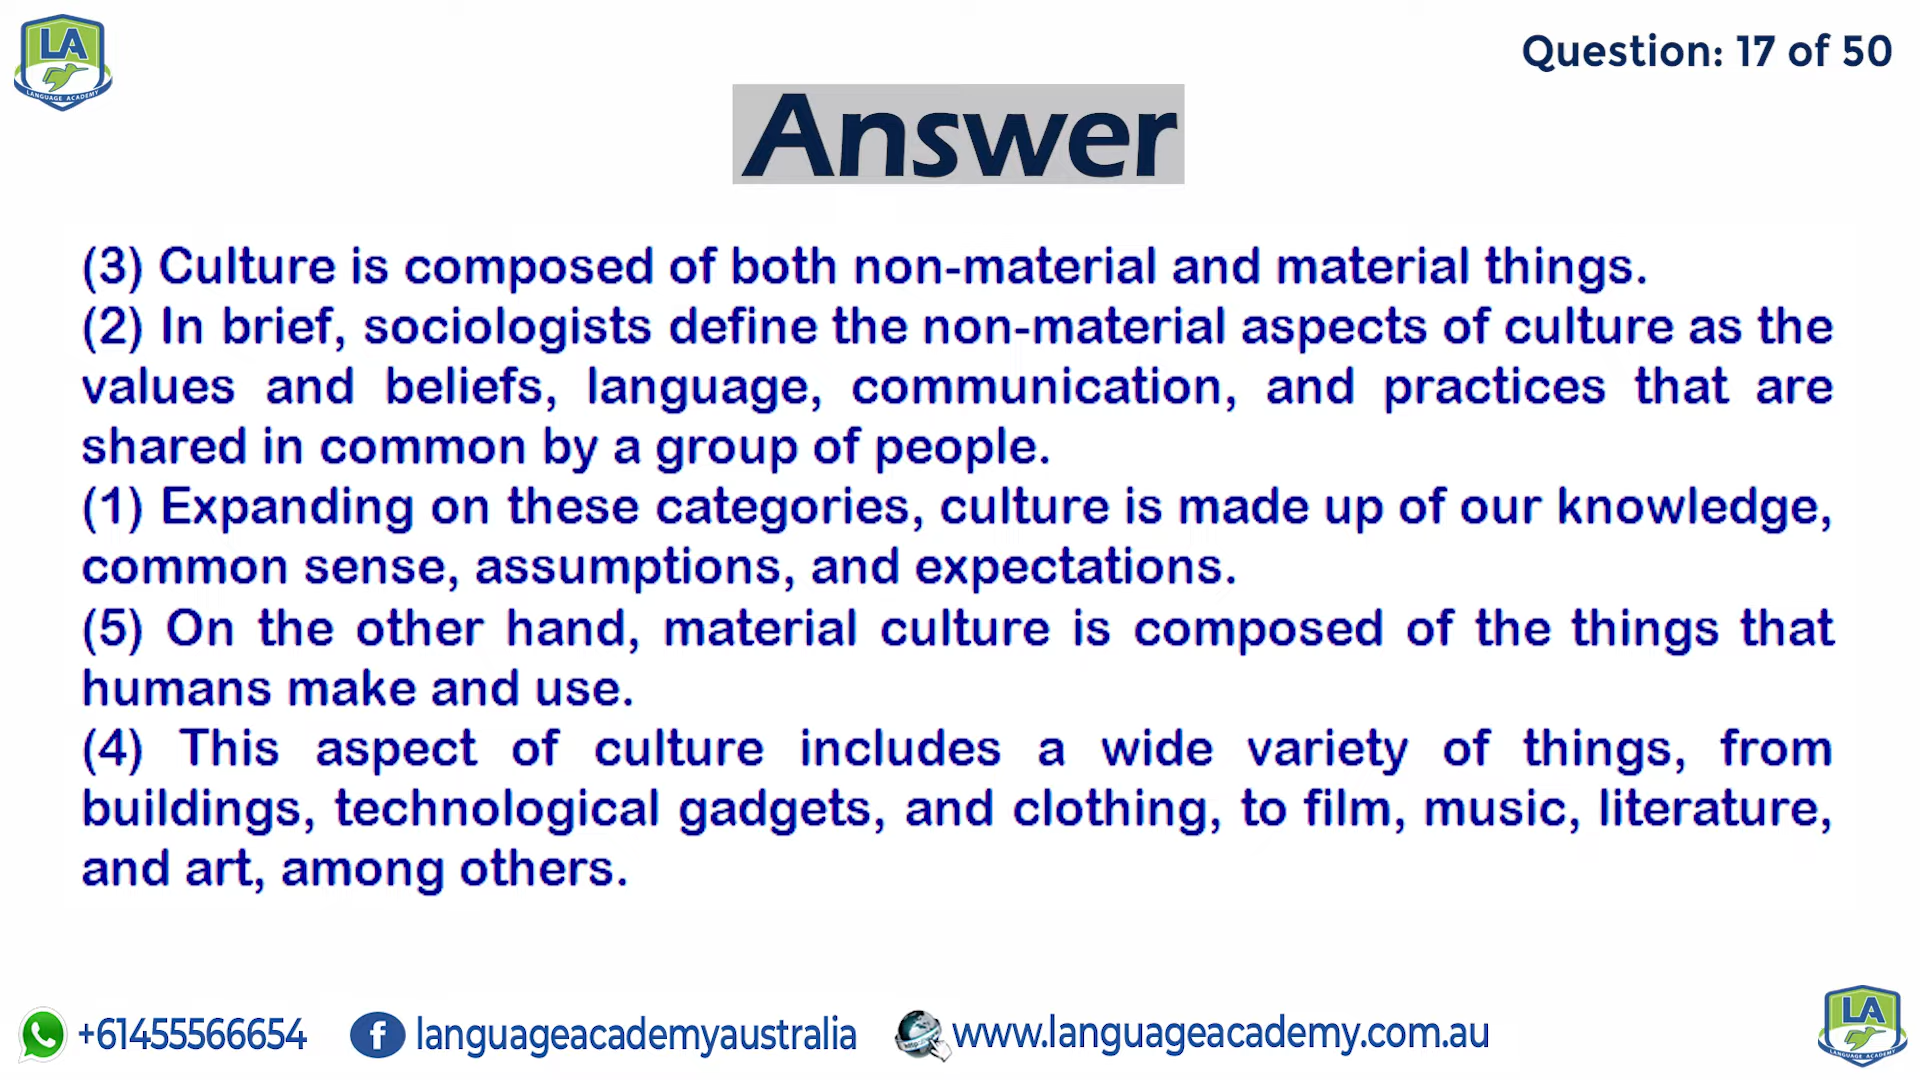 LA
LANGUAGE ACADEMY
Question: 17 of 50
Answer
(3) Culture is composed of both non-material and material things.
(2) In brief, sociologists define the non-material aspects of culture as the
values and beliefs, language, communication, and practices that are
shared in common by a group of people.
(1) Expanding on these categories, culture is made up of our knowledge,
common sense, assumptions, and expectations.
(5) On the other hand, material culture is composed of the things that
humans make and use.
(4) This aspect of culture includes a wide variety of things, from
buildings, technological gadgets, and clothing, to film, music, literature,
and art, among others.
+61455566654
languageacademyaustralia
www.languageacademy.com.au
LA
LANGUAGE ACADEMY